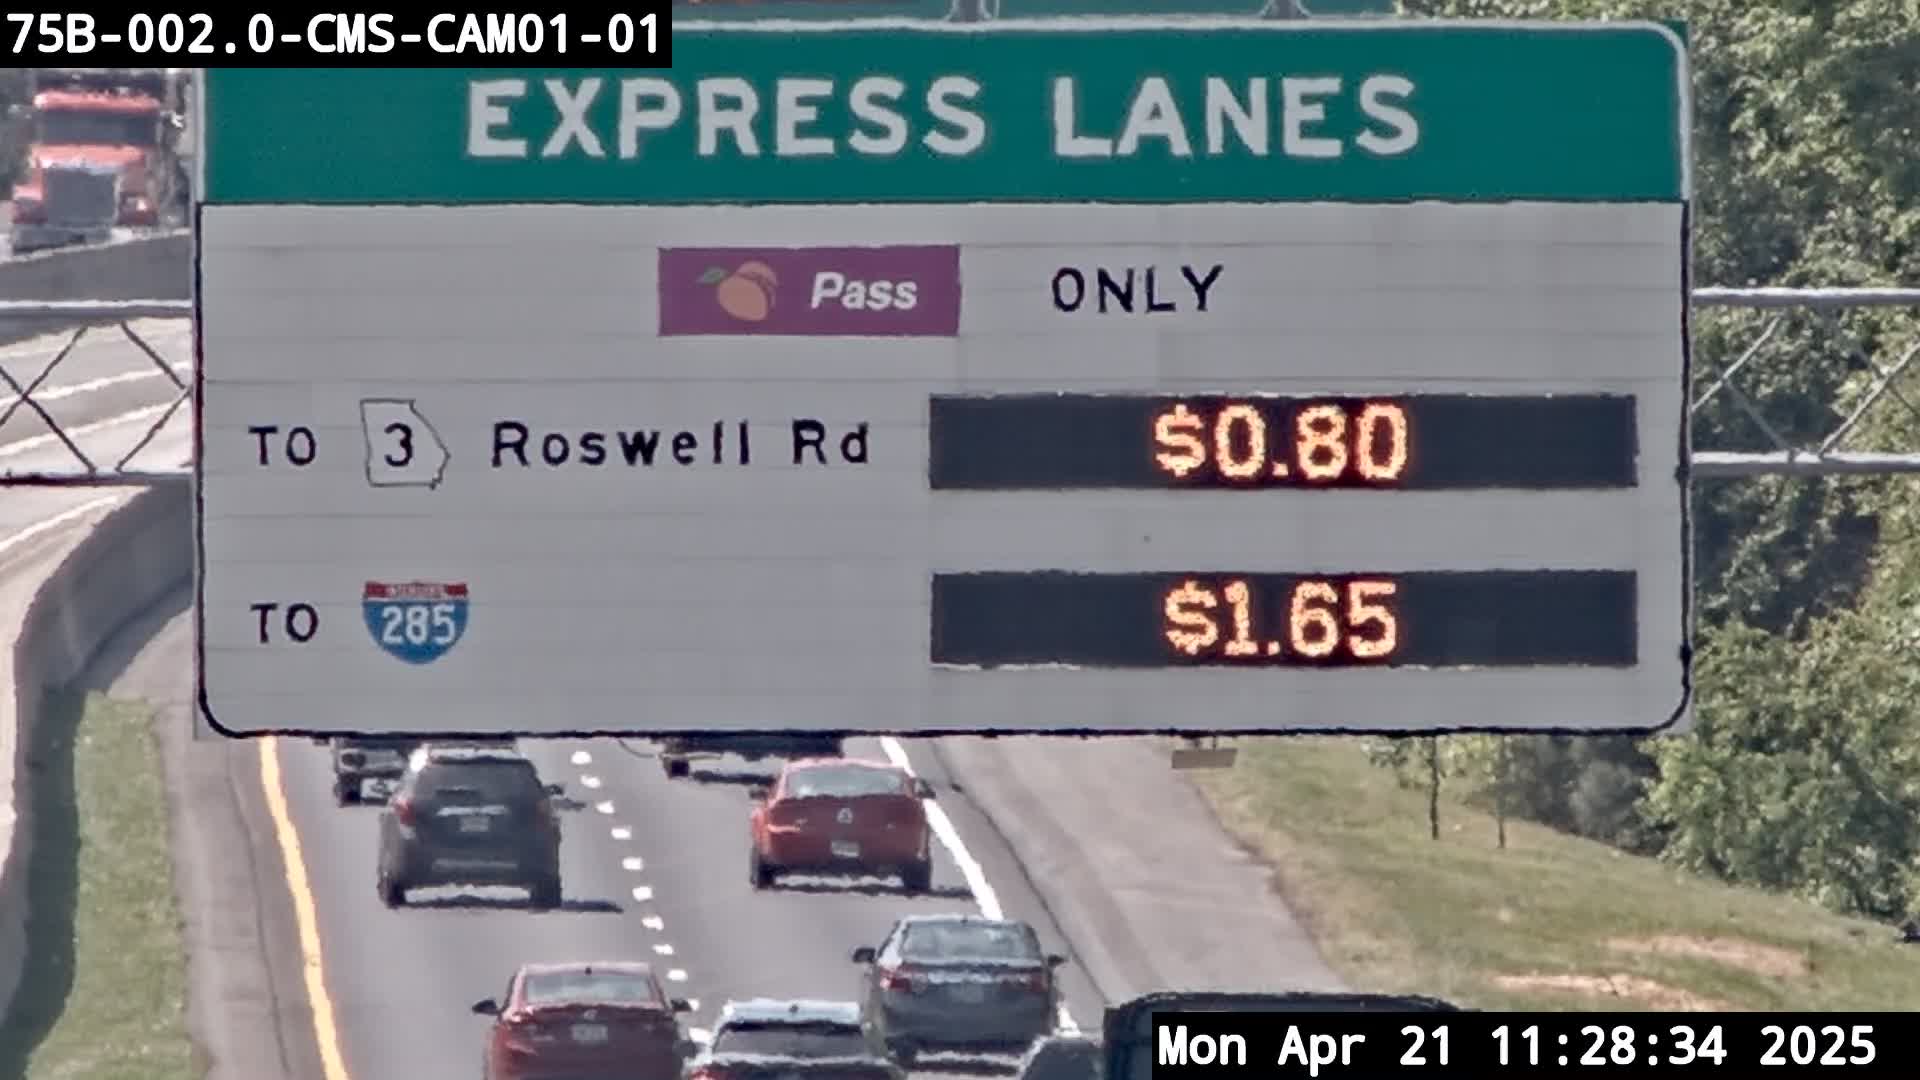 75B-002.0-CMS-CAM01-01
EXPRESS LANES
Pass ONLY
TO 3 Roswell Rd $0.80
TO 285 $1.65
Mon Apr 21 11:28:34 2025